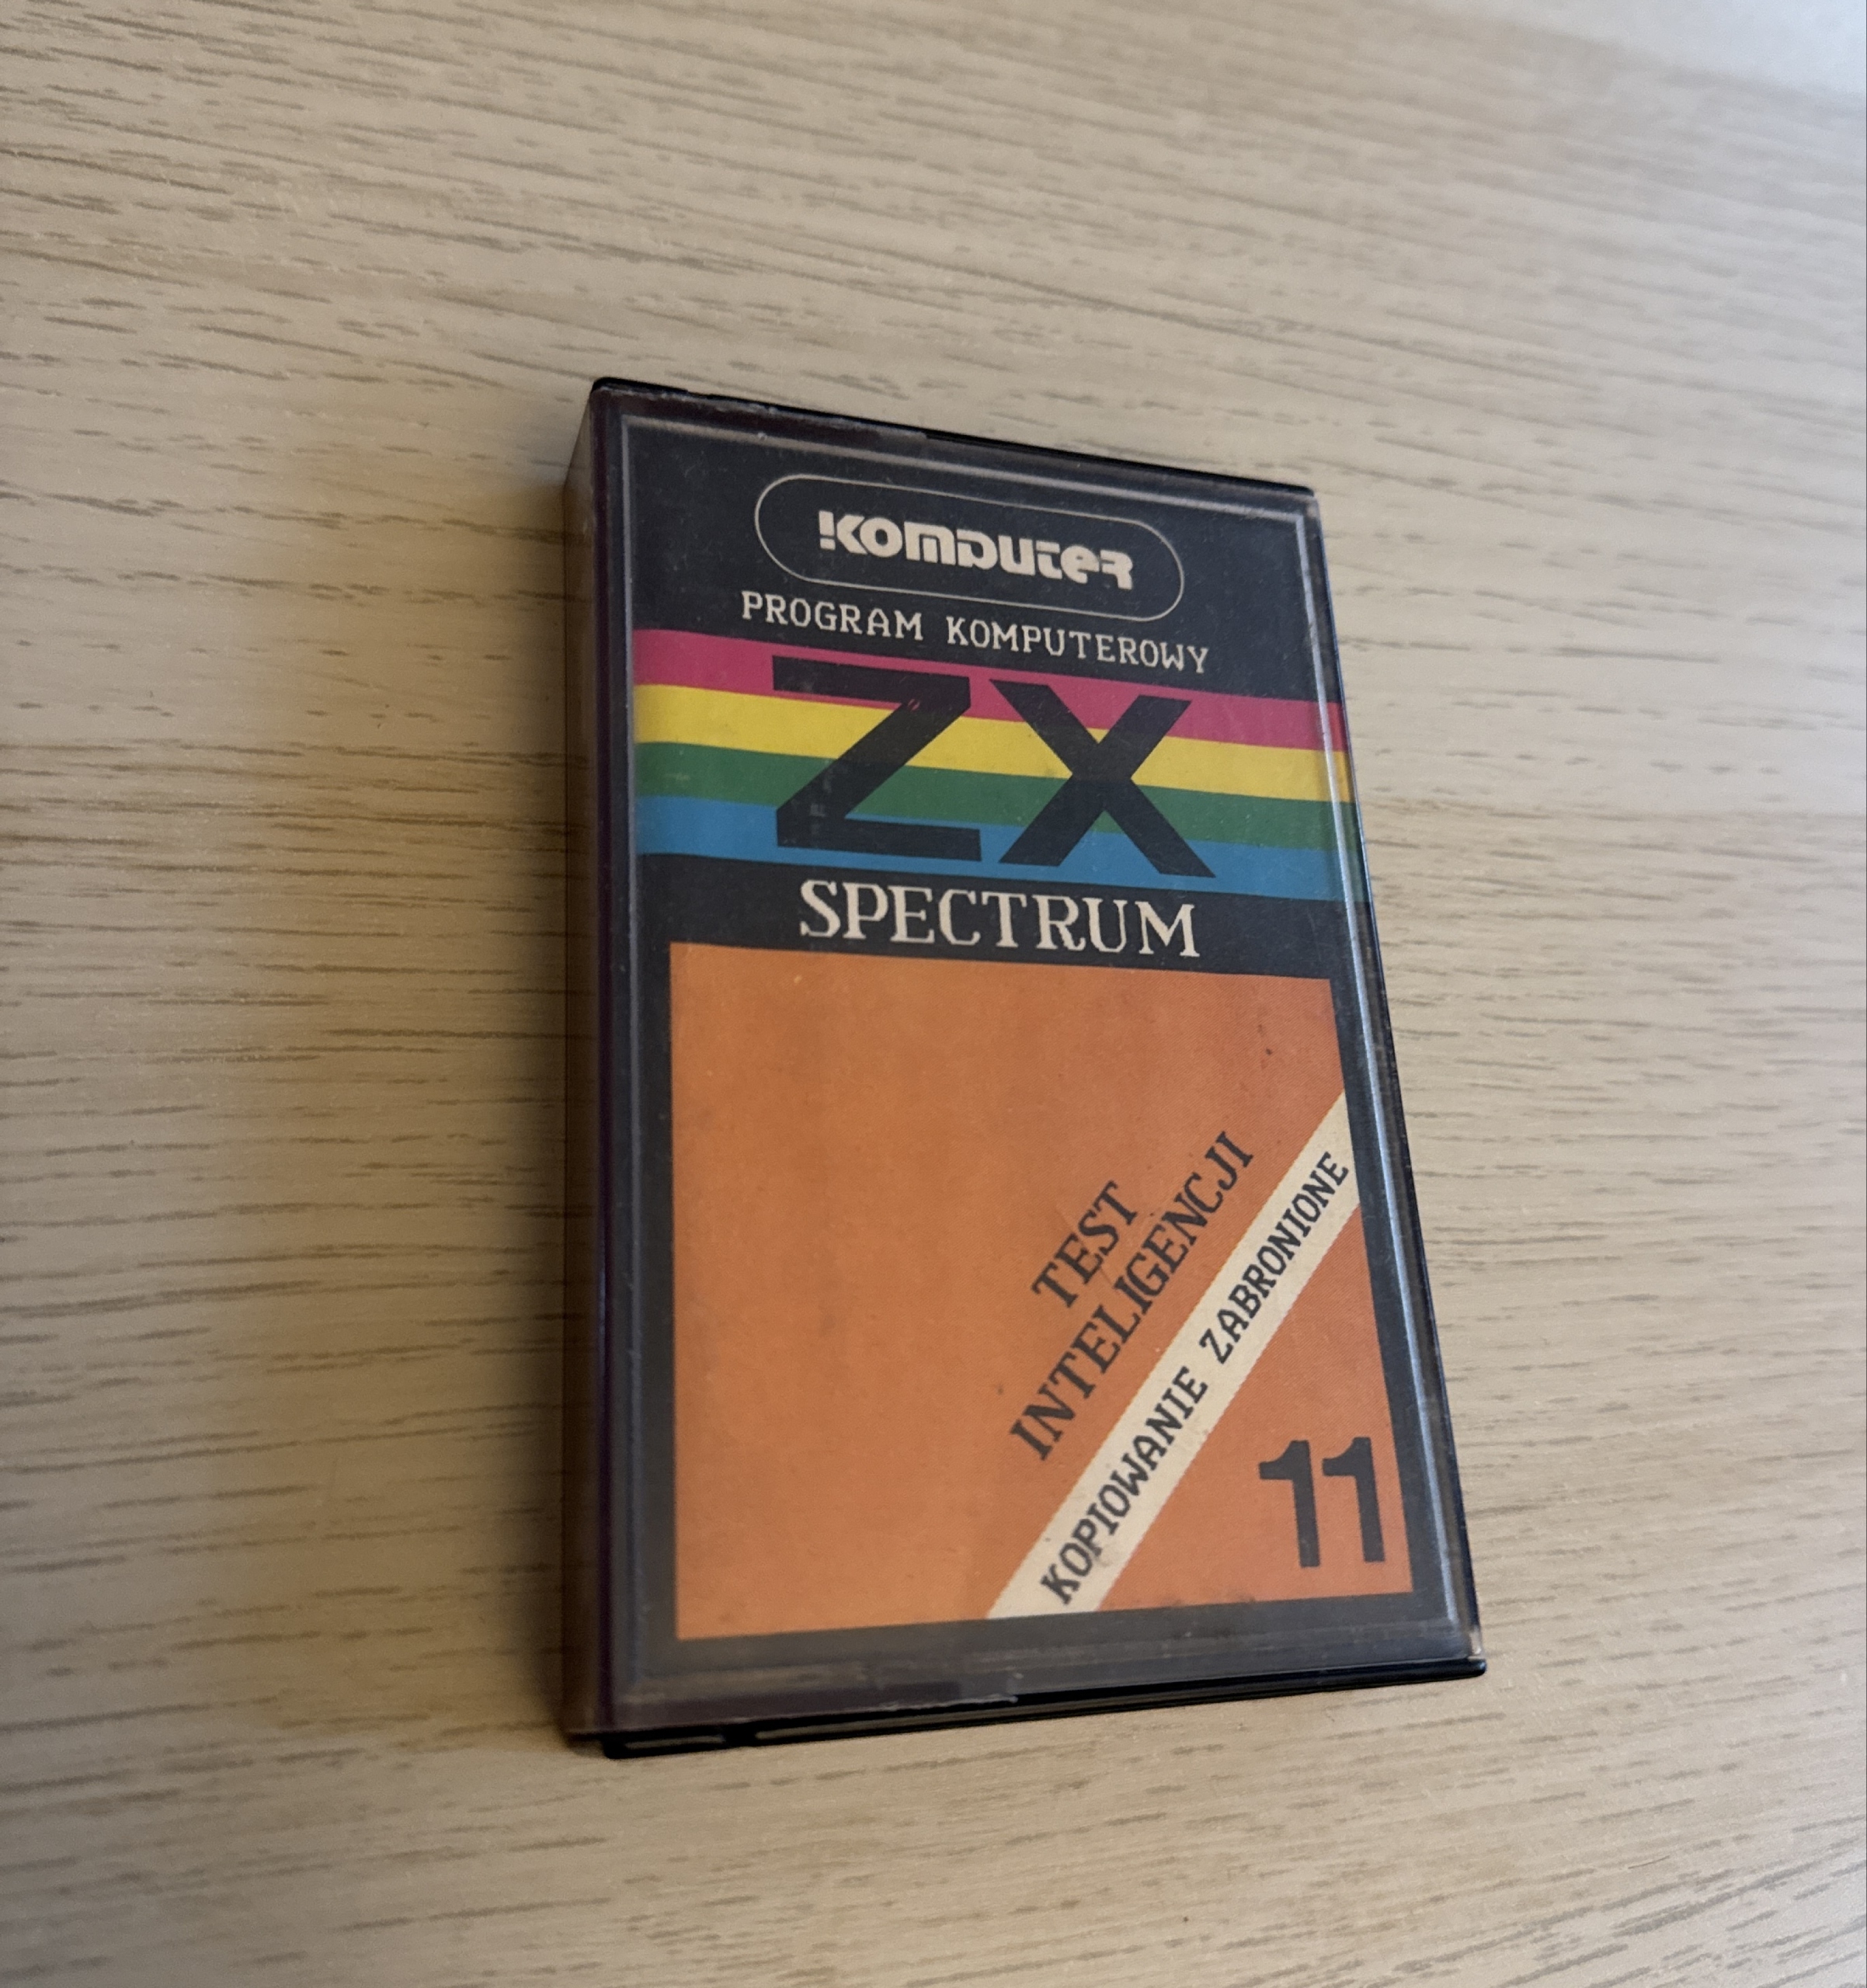 KOMPUTER
PROGRAM KOMPUTEROWY
ZX
SPECTRUM
TEST
INTELIGENCJI
KOPIOWANIE ZABRONIONE
11